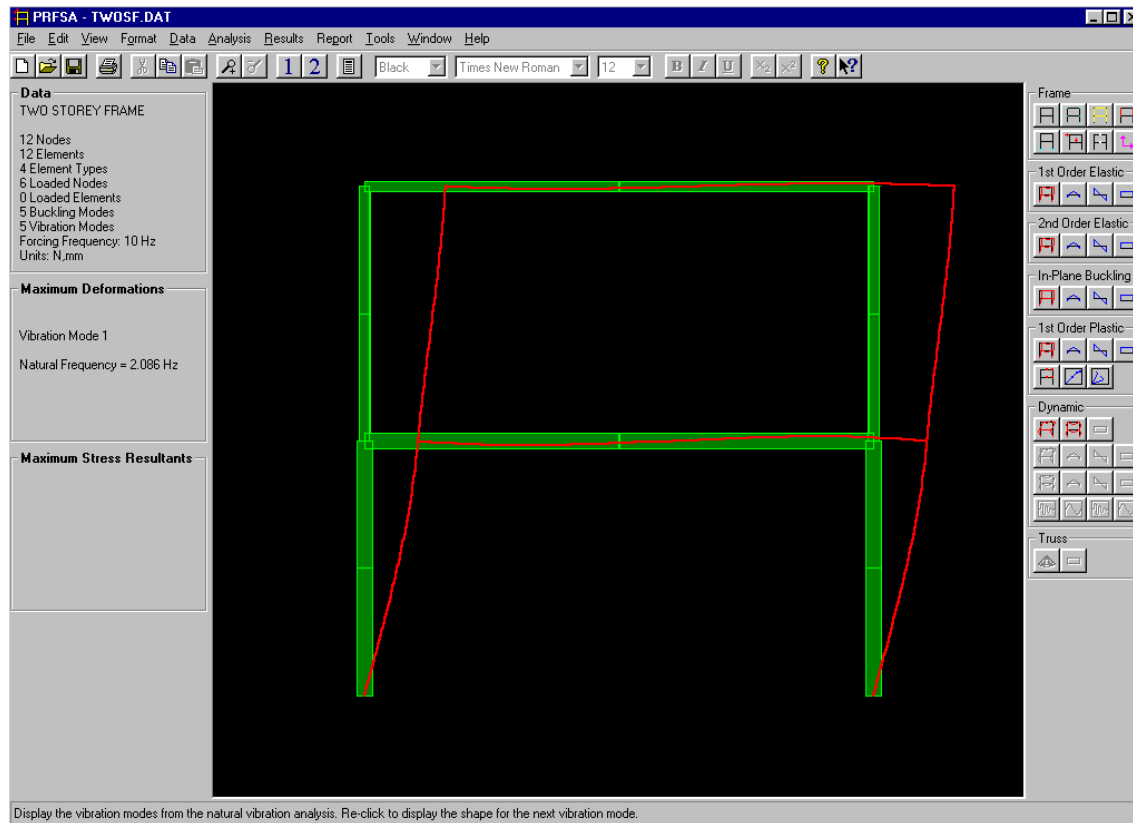 PRFSA - TWOSF.DAT
File Edit View Format Data Analysis Results Report Tools Window Help
1 2 Black Times New Roman 12 B I U X₂ x² ? ?
Data
TWO STOREY FRAME
12 Nodes
12 Elements
4 Element Types
6 Loaded Nodes
0 Loaded Elements
5 Buckling Modes
5 Vibration Modes
Forcing Frequency: 10 Hz
Units: N,mm
Maximum Deformations
Vibration Mode 1
Natural Frequency = 2.086 Hz
Maximum Stress Resultants
Frame
1st Order Elastic
2nd Order Elastic
In-Plane Buckling
1st Order Plastic
Dynamic
Truss
Display the vibration modes from the natural vibration analysis. Re-click to display the shape for the next vibration mode.